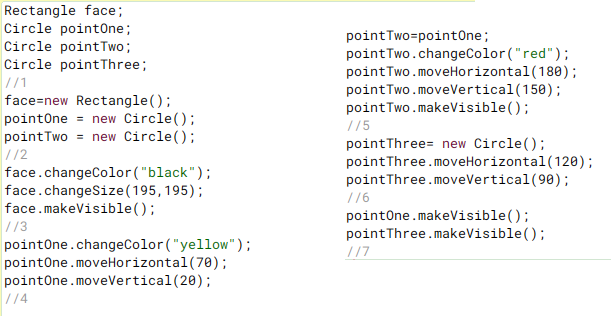 Rectangle face;
Circle pointOne;
Circle pointTwo;
Circle pointThree;
//1
face=new Rectangle();
pointOne = new Circle();
pointTwo = new Circle();
//2
face.changeColor("black");
face.changeSize(195,195);
face.makeVisible();
//3
pointOne.changeColor("yellow");
pointOne.moveHorizontal(70);
pointOne.moveVertical(20);
//4
pointTwo=pointOne;
pointTwo.changeColor("red");
pointTwo.moveHorizontal(180);
pointTwo.moveVertical(150);
pointTwo.makeVisible();
//5
pointThree= new Circle();
pointThree.moveHorizontal(120);
pointThree.moveVertical(90);
//6
pointOne.makeVisible();
pointThree.makeVisible();
//7